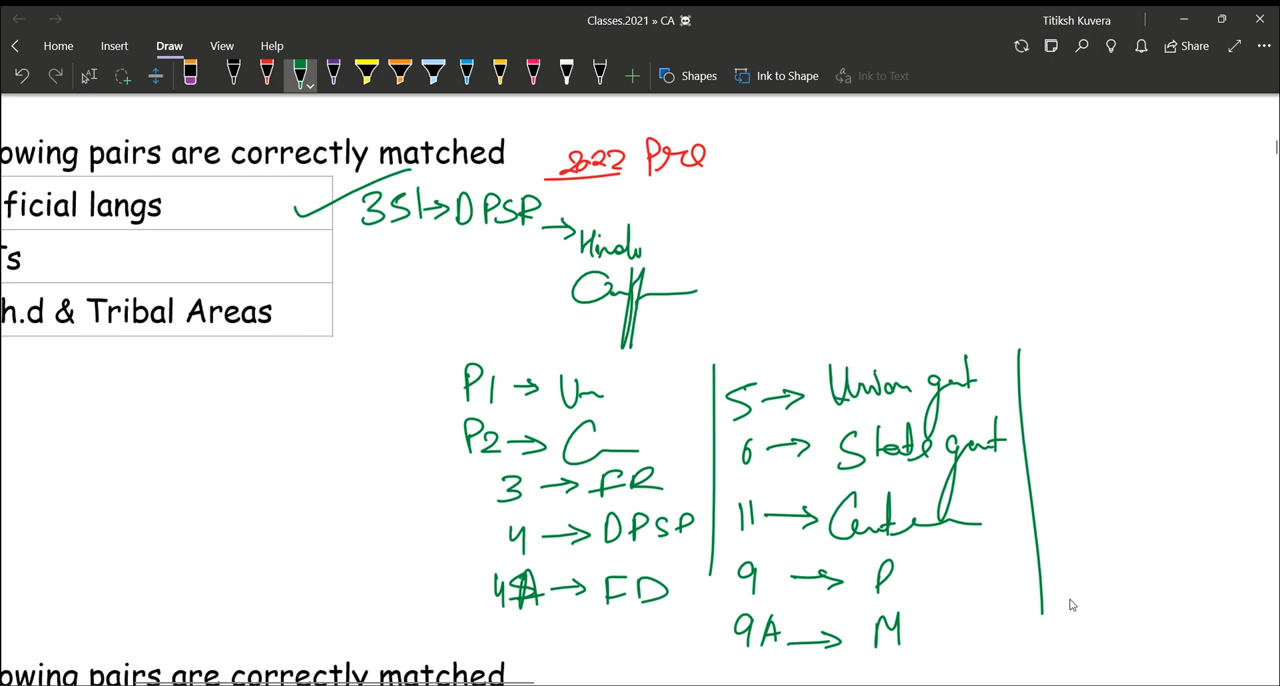 Classes.2021 » CA ☠
Titiksh Kuvera
Home Insert Draw View Help
Share
Shapes Ink to Shape Ink to Text
owing pairs are correctly matched 2022 Pre
ficial langs 351→DPSP
→Hindi
Ts
h.d & Tribal Areas
P1 → Un
P2 →
3 → FR
4 → DPSP
4A → FD
5 → Union govt
6 → State govt
11 →
9 → P
9A → M
owing pairs are correctly matched